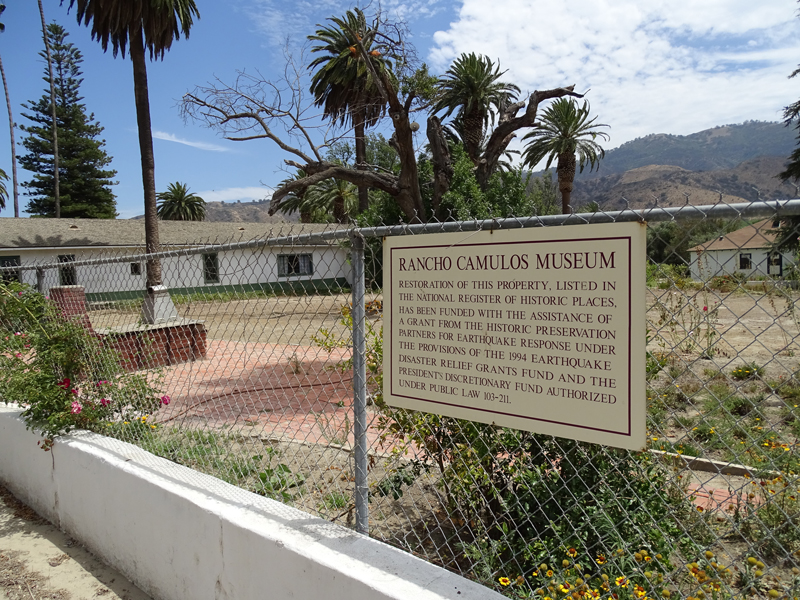 RANCHO CAMULOS MUSEUM
RESTORATION OF THIS PROPERTY, LISTED IN
THE NATIONAL REGISTER OF HISTORIC PLACES,
HAS BEEN FUNDED WITH THE ASSISTANCE OF
A GRANT FROM THE HISTORIC PRESERVATION
PARTNERS FOR EARTHQUAKE RESPONSE UNDER
THE PROVISIONS OF THE 1994 EARTHQUAKE
DISASTER RELIEF GRANTS FUND AND THE
PRESIDENT'S DISCRETIONARY FUND AUTHORIZED
UNDER PUBLIC LAW 103-211.